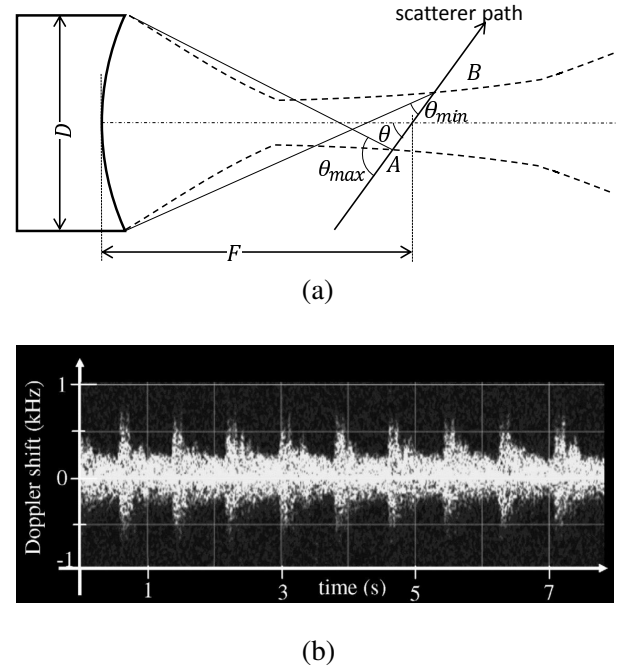 scatterer path
B
D
θ
θmin
θmax
A
F
(a)
1
Doppler shift (kHz)
0
-1
1
3
time (s)
5
7
(b)